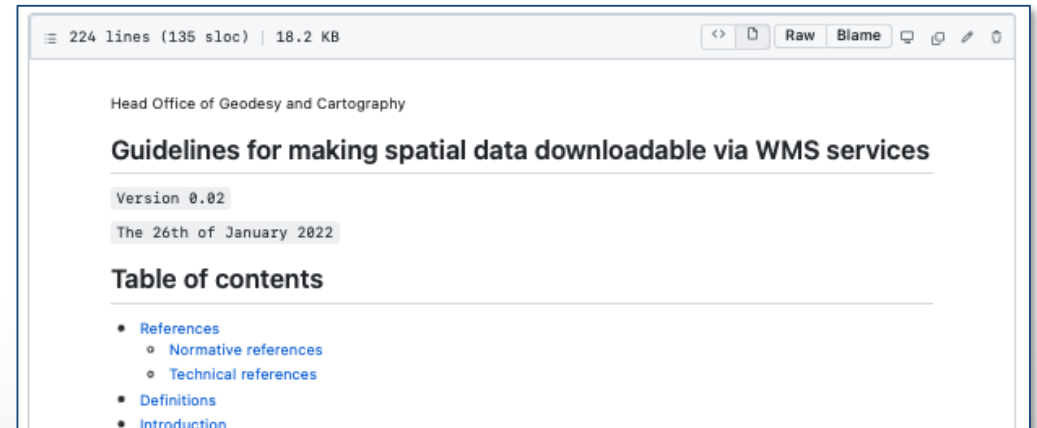 224 lines (135 sloc) | 18.2 KB
<> Raw Blame
Head Office of Geodesy and Cartography
Guidelines for making spatial data downloadable via WMS services
Version 0.02
The 26th of January 2022
Table of contents
References
Normative references
Technical references
Definitions
Introduction